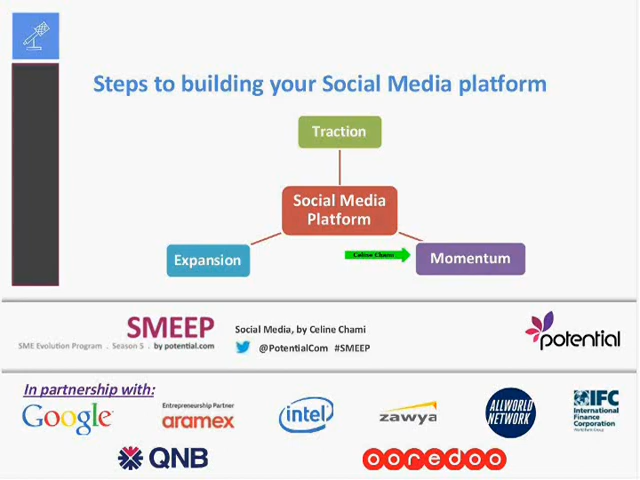 Steps to building your Social Media platform
Traction
Social Media
Platform
Expansion
Celine Chami
Momentum
SMEEP
SME Evolution Program . Season 5 . by potential.com
Social Media, by Celine Chami
@PotentialCom #SMEEP
potential
In partnership with:
Google
Entrepreneurship Partner
aramex
intel
zawya
ALLWORLD
NETWORK
IFC
International
Finance
Corporation
QNB
ooredoo